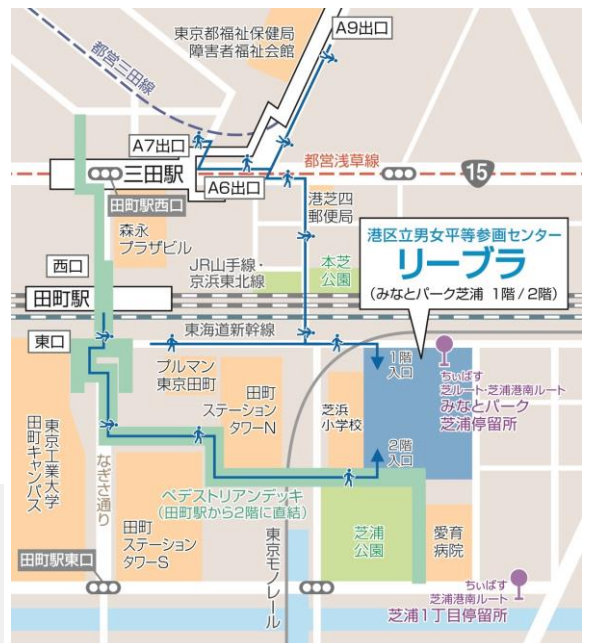 東京都福祉保健局
障害者福祉会館
A9出口
都営三田線
A7出口
三田駅
都営浅草線
15
A6出口
田町駅西口
港芝四
郵便局
森永
プラザビル
港区立男女平等参画センター
リーブラ
(みなとパーク芝浦 1階/2階)
西口
JR山手線・
京浜東北線
本芝
公園
田町駅
東海道新幹線
東口
1階
入口
ちぃばす
芝ルート・芝浦港南ルート
みなとパーク
芝浦停留所
プルマン
東京田町
田町
ステーション
タワーN
芝浜
小学校
東京工業大学
田町キャンパス
なぎさ通り
2階
入口
ペデストリアンデッキ
(田町駅から2階に直結)
田町
ステーション
タワーS
東京モノレール
芝浦
公園
愛育
病院
田町駅東口
ちぃばす
芝浦港南ルート
芝浦1丁目停留所